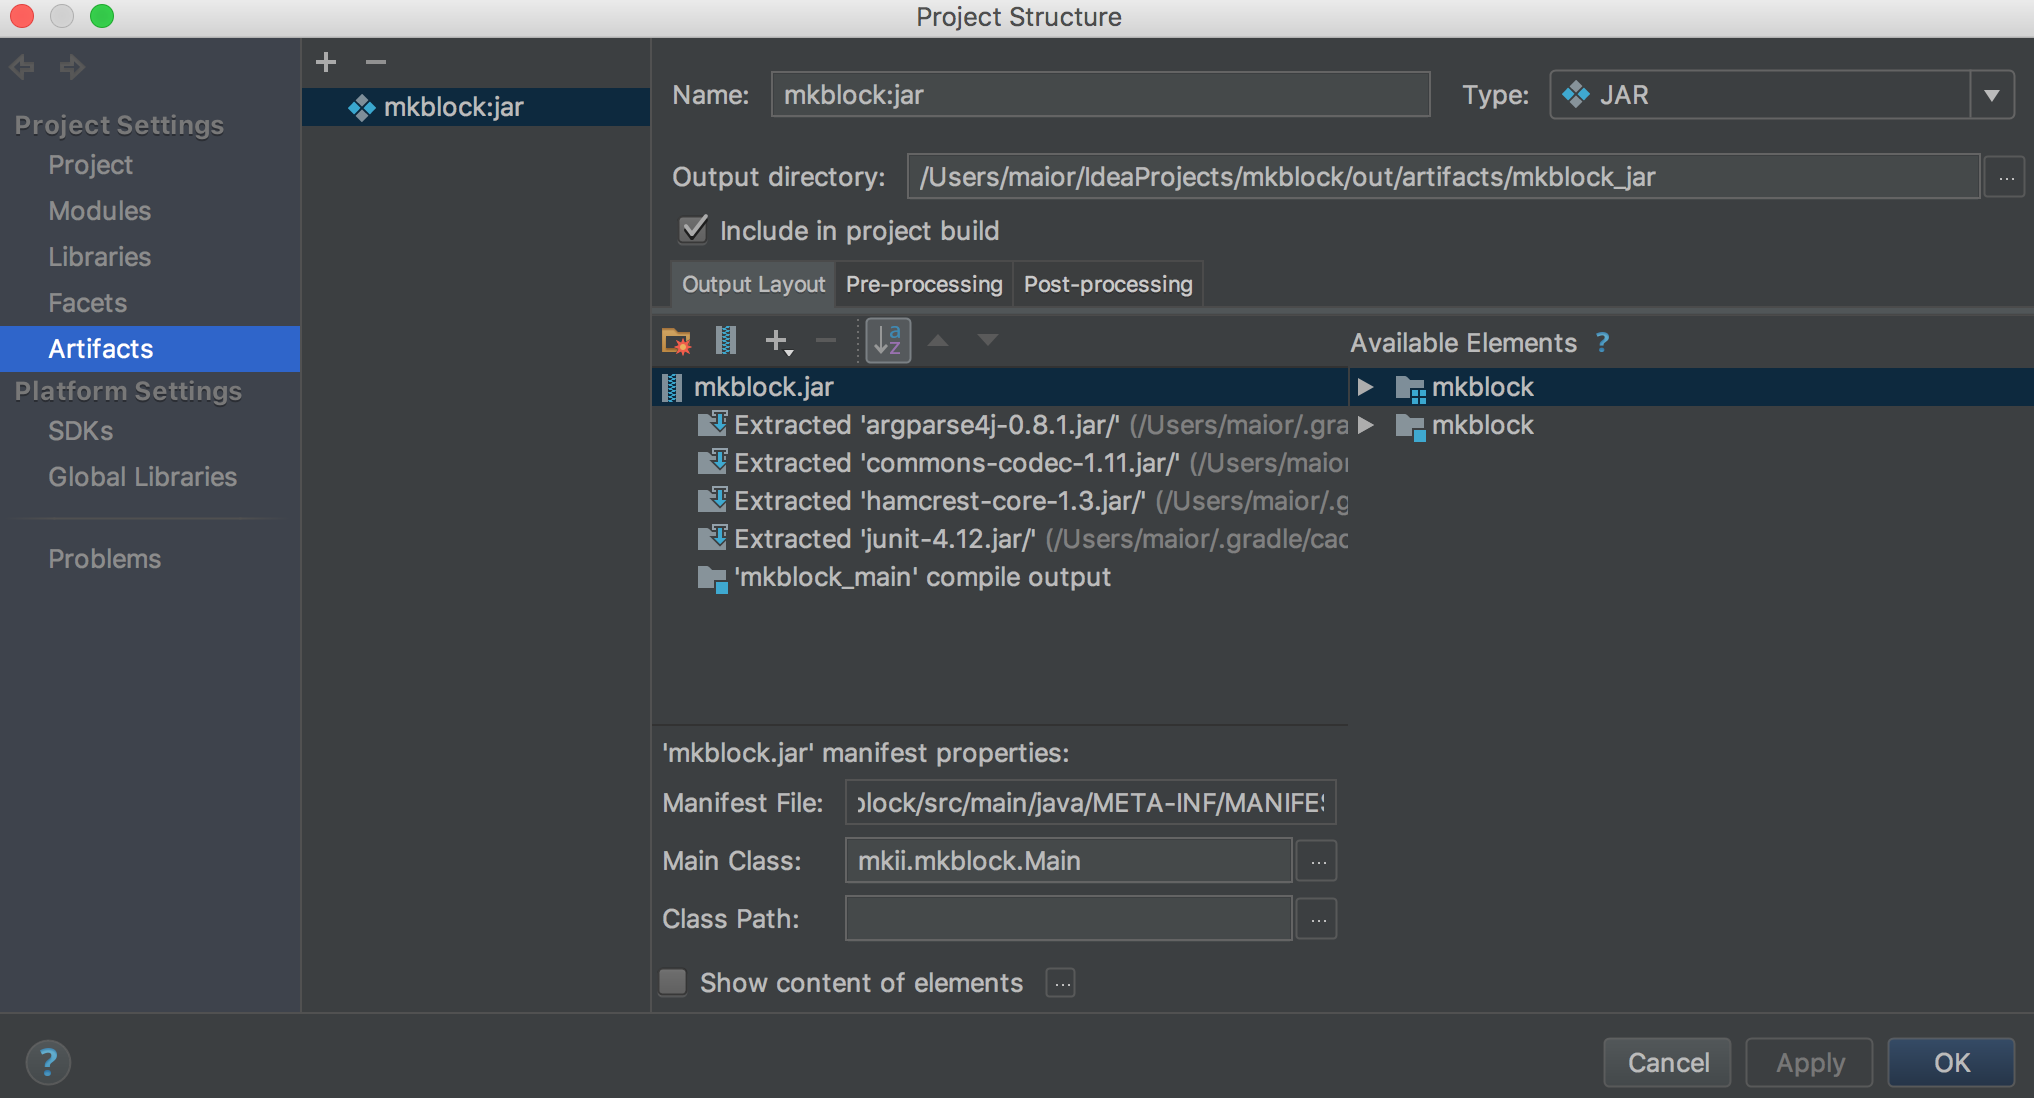 Project Structure
Project Settings
Project
Modules
Libraries
Facets
Artifacts
Platform Settings
SDKs
Global Libraries
Problems
mkblock:jar
Name: mkblock:jar Type: JAR
Output directory: /Users/maior/IdeaProjects/mkblock/out/artifacts/mkblock_jar ...
Include in project build
Output Layout Pre-processing Post-processing
a z
mkblock.jar
Extracted 'argparse4j-0.8.1.jar/' (/Users/maior/.gra
Extracted 'commons-codec-1.11.jar/' (/Users/maior
Extracted 'hamcrest-core-1.3.jar/' (/Users/maior/.g
Extracted 'junit-4.12.jar/' (/Users/maior/.gradle/cac
'mkblock_main' compile output
Available Elements ?
mkblock
mkblock
'mkblock.jar' manifest properties:
Manifest File: block/src/main/java/META-INF/MANIFES
Main Class: mkii.mkblock.Main ...
Class Path: ...
Show content of elements ...
? Cancel Apply OK